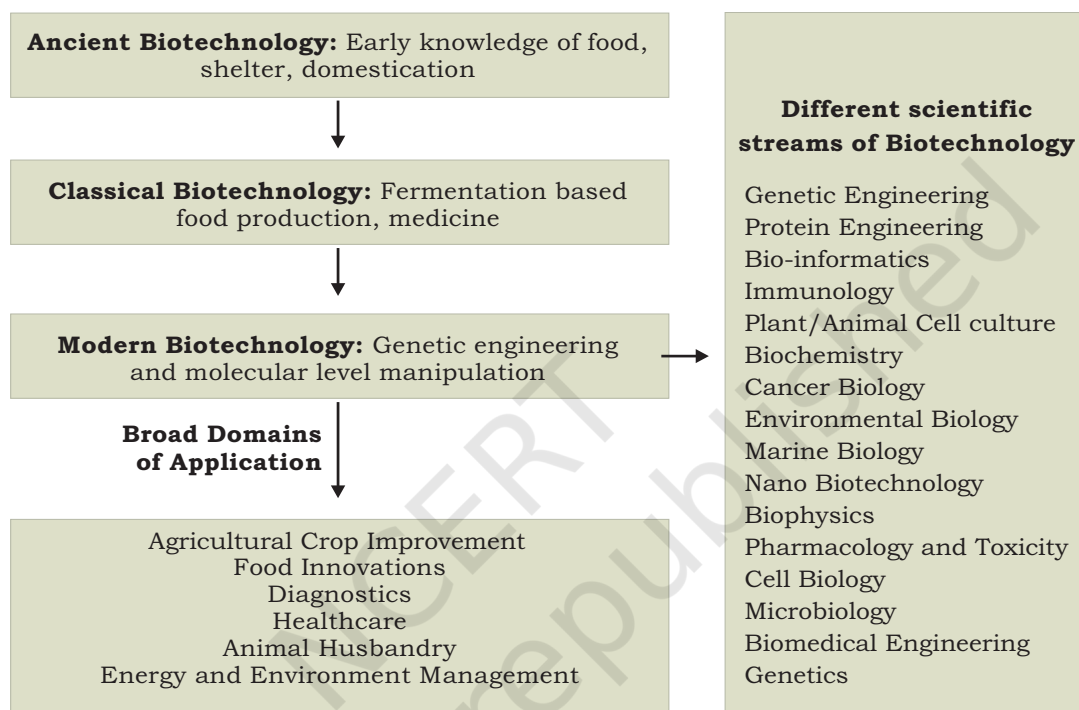 Ancient Biotechnology: Early knowledge of food,
shelter, domestication
Classical Biotechnology: Fermentation based
food production, medicine
Modern Biotechnology: Genetic engineering
and molecular level manipulation
Broad Domains
of Application
Agricultural Crop Improvement
Food Innovations
Diagnostics
Healthcare
Animal Husbandry
Energy and Environment Management
Different scientific
streams of Biotechnology
Genetic Engineering
Protein Engineering
Bio-informatics
Immunology
Plant/Animal Cell culture
Biochemistry
Cancer Biology
Environmental Biology
Marine Biology
Nano Biotechnology
Biophysics
Pharmacology and Toxicity
Cell Biology
Microbiology
Biomedical Engineering
Genetics
NCERT
republished